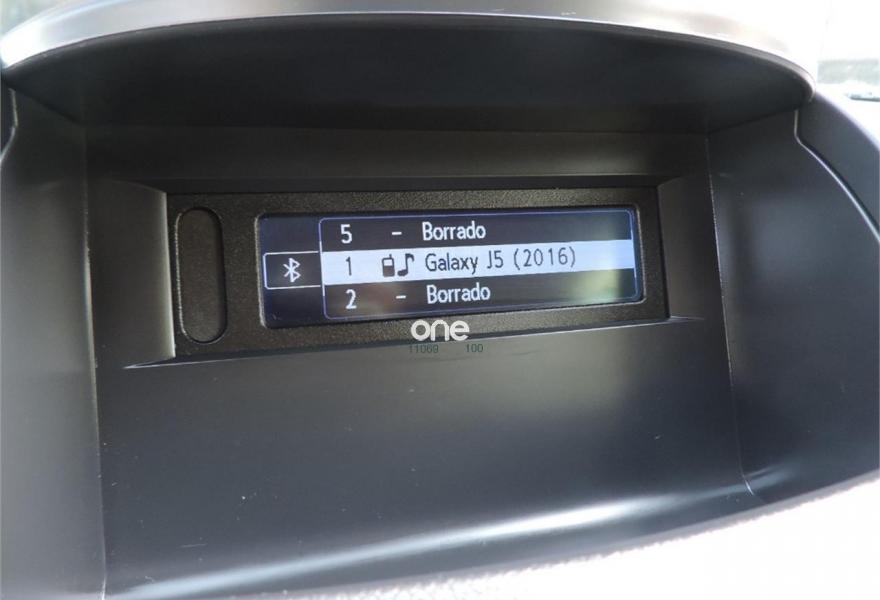 5 - Borrado
1 Galaxy J5 (2016)
2 - Borrado
one
11069 100